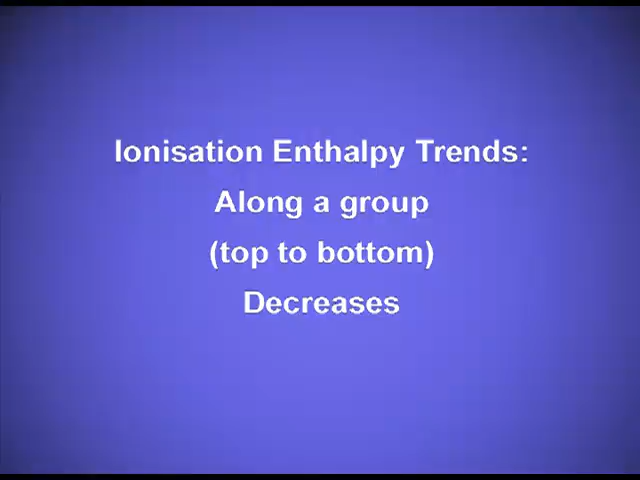 Ionisation Enthalpy Trends:
Along a group
(top to bottom)
Decreases